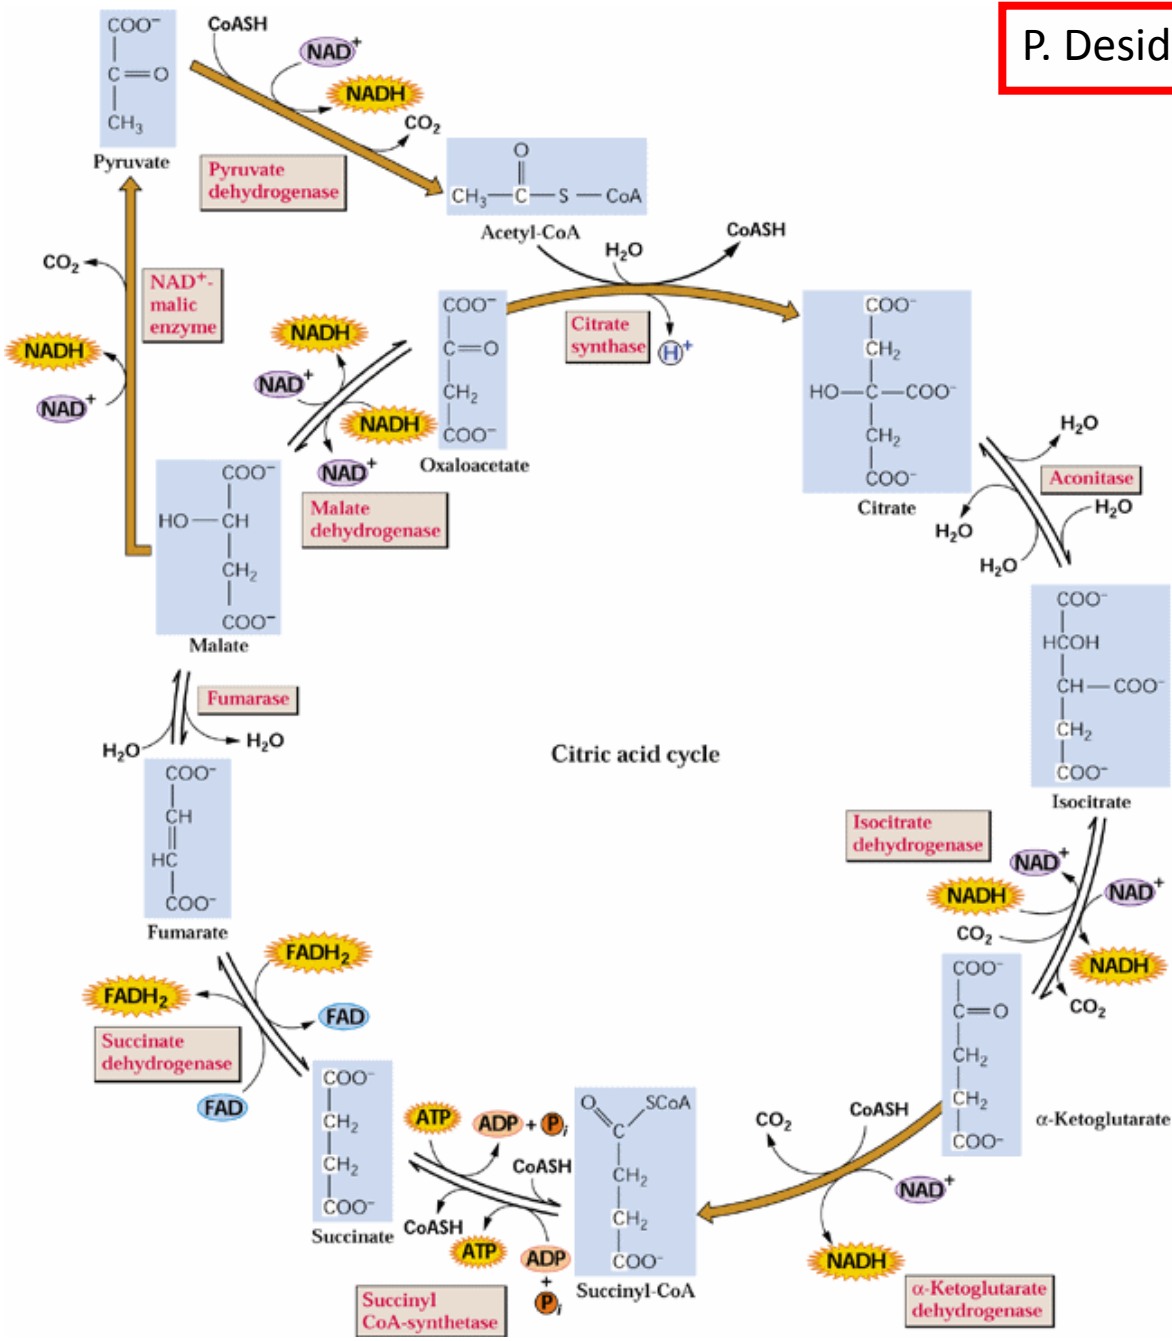 P. Desid
COO⁻
C=O
CH₃
Pyruvate
CoASH
NAD⁺
NADH
CO₂
Pyruvate
dehydrogenase
O
CH₃ — C — S — CoA
Acetyl-CoA
H₂O
CoASH
Citrate
synthase
H⁺
CO₂
NAD⁺-
malic
enzyme
NADH
NAD⁺
NADH
NAD⁺
NADH
NAD⁺
Malate
dehydrogenase
COO⁻
C=O
CH₂
COO⁻
Oxaloacetate
COO⁻
CH₂
HO—C—COO⁻
CH₂
COO⁻
Citrate
H₂O
Aconitase
H₂O
H₂O
H₂O
COO⁻
HO—CH
CH₂
COO⁻
Malate
COO⁻
HCOH
CH—COO⁻
CH₂
COO⁻
Isocitrate
Fumarase
H₂O
H₂O
Citric acid cycle
COO⁻
CH
HC
COO⁻
Fumarate
Isocitrate
dehydrogenase
NAD⁺
NADH
NAD⁺
CO₂
NADH
CO₂
FADH₂
FADH₂
FAD
Succinate
dehydrogenase
FAD
COO⁻
C=O
CH₂
CH₂
COO⁻
α-Ketoglutarate
COO⁻
CH₂
CH₂
COO⁻
Succinate
ATP
ADP + Pᵢ
CoASH
CoASH
ATP
ADP
+
Pᵢ
Succinyl
CoA-synthetase
O
SCoA
C
CH₂
CH₂
COO⁻
Succinyl-CoA
CO₂
CoASH
NAD⁺
NADH
α-Ketoglutarate
dehydrogenase